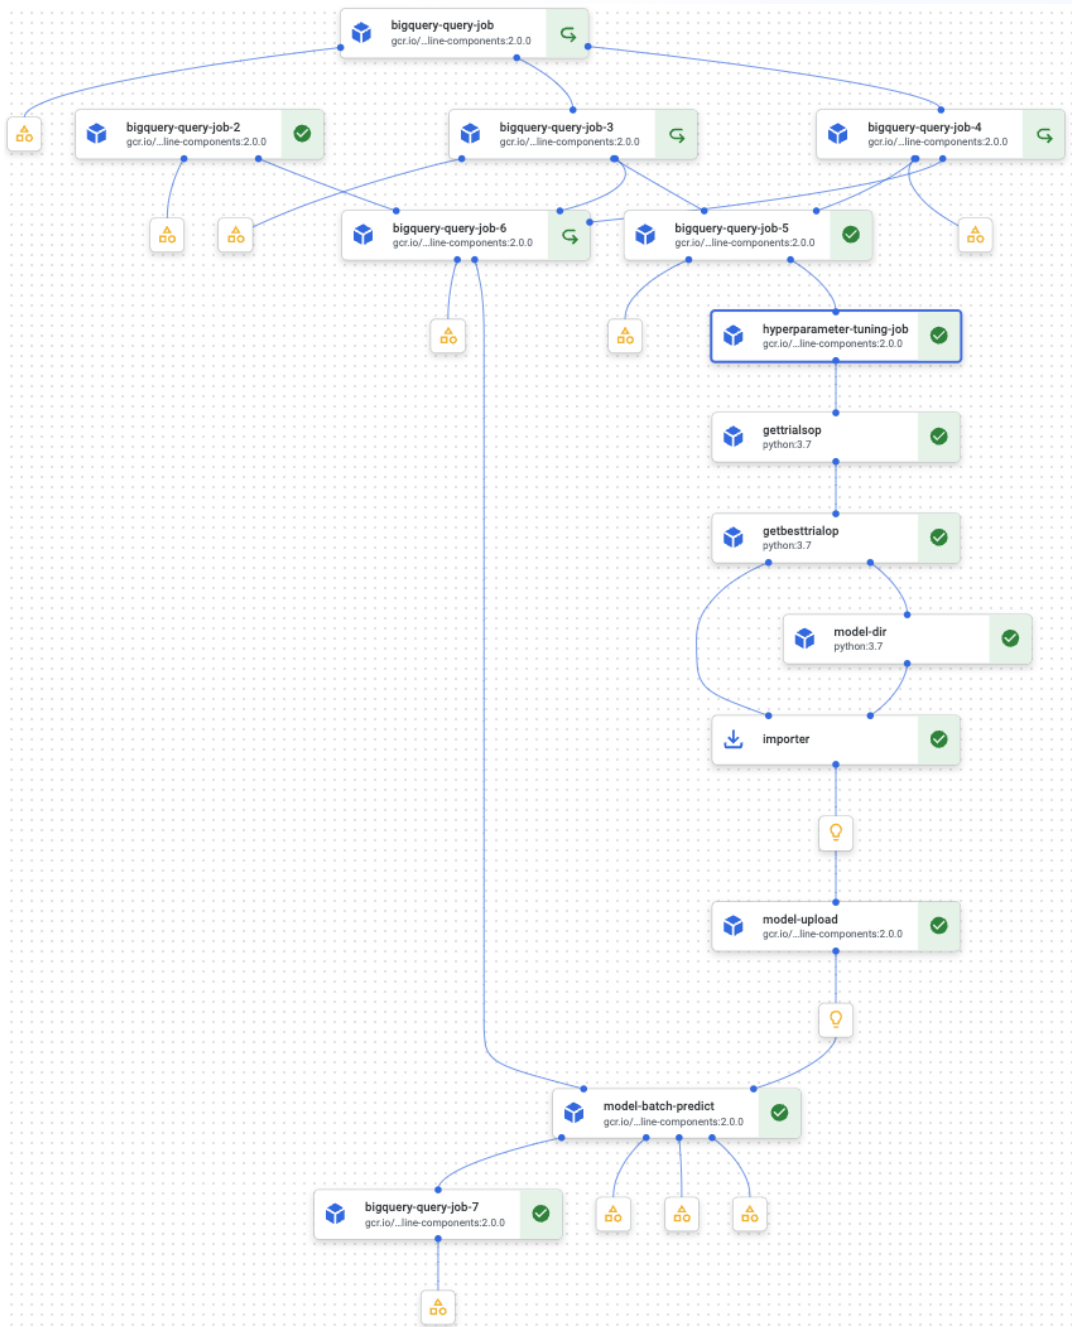 bigquery-query-job
gcr.io/...line-components:2.0.0
bigquery-query-job-2
gcr.io/...line-components:2.0.0
bigquery-query-job-3
gcr.io/...line-components:2.0.0
bigquery-query-job-4
gcr.io/...line-components:2.0.0
bigquery-query-job-6
gcr.io/...line-components:2.0.0
bigquery-query-job-5
gcr.io/...line-components:2.0.0
hyperparameter-tuning-job
gcr.io/...line-components:2.0.0
gettrialsop
python:3.7
getbesttrialop
python:3.7
model-dir
python:3.7
importer
model-upload
gcr.io/...line-components:2.0.0
model-batch-predict
gcr.io/...line-components:2.0.0
bigquery-query-job-7
gcr.io/...line-components:2.0.0